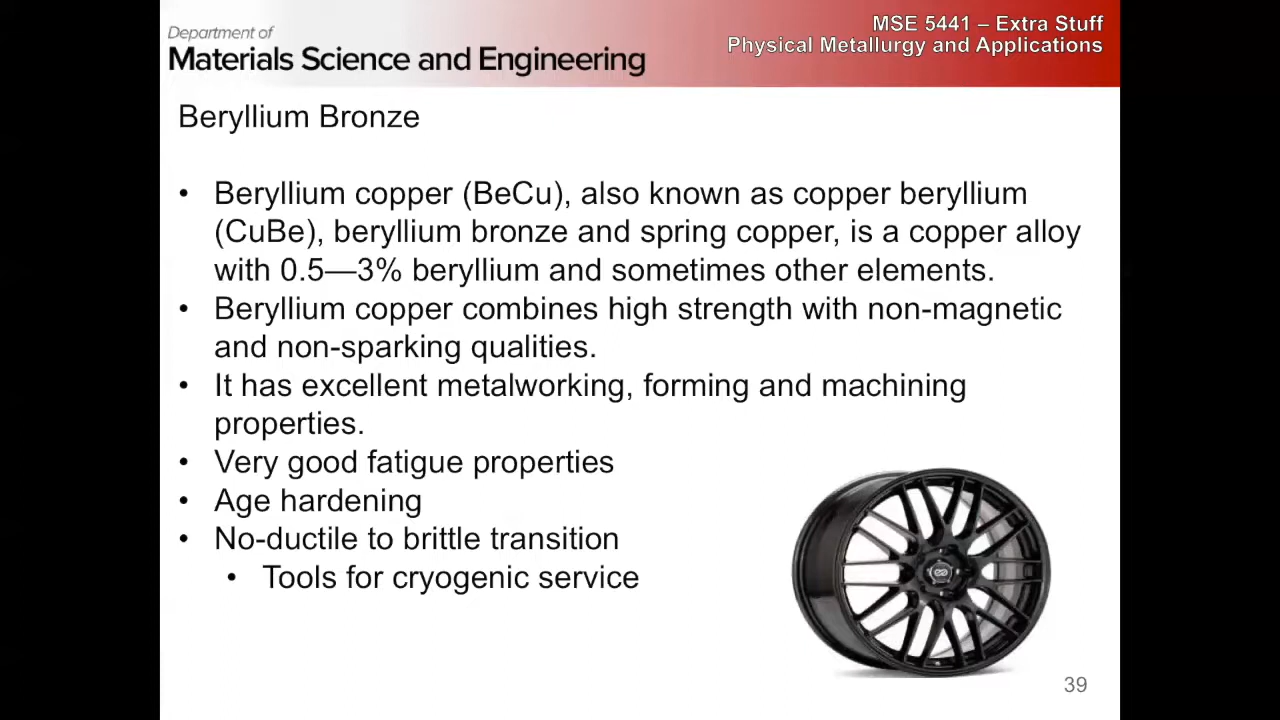 Department of
Materials Science and Engineering
MSE 5441 – Extra Stuff
Physical Metallurgy and Applications
Beryllium Bronze
• Beryllium copper (BeCu), also known as copper beryllium
(CuBe), beryllium bronze and spring copper, is a copper alloy
with 0.5—3% beryllium and sometimes other elements.
• Beryllium copper combines high strength with non-magnetic
and non-sparking qualities.
• It has excellent metalworking, forming and machining
properties.
• Very good fatigue properties
• Age hardening
• No-ductile to brittle transition
• Tools for cryogenic service
39